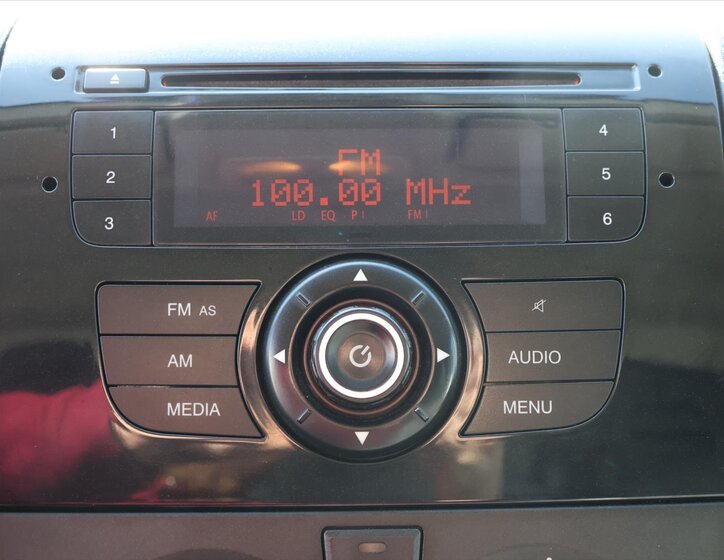 1
2
3
FM
100.00 MHz
AF LD EQ P I FM I
4
5
6
FM AS
AM
MEDIA
AUDIO
MENU